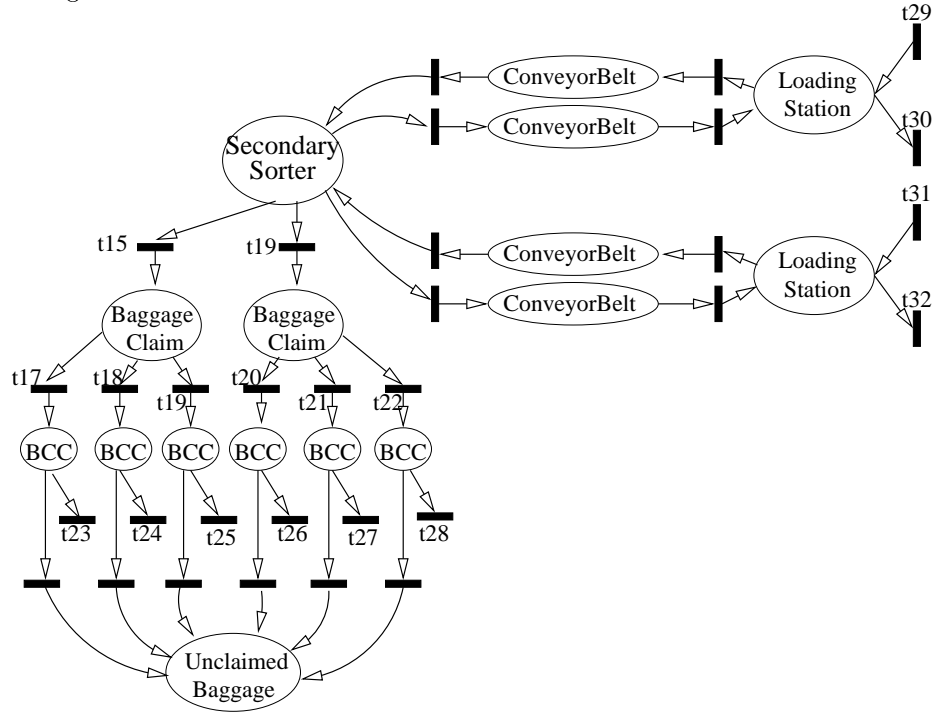 t29
ConveyorBelt
Loading
Station
ConveyorBelt
t30
Secondary
Sorter
t31
t15
t19
ConveyorBelt
Loading
Station
ConveyorBelt
t32
Baggage
Claim
Baggage
Claim
t17
t18
t19
t20
t21
t22
BCC
BCC
BCC
BCC
BCC
BCC
t23
t24
t25
t26
t27
t28
Unclaimed
Baggage